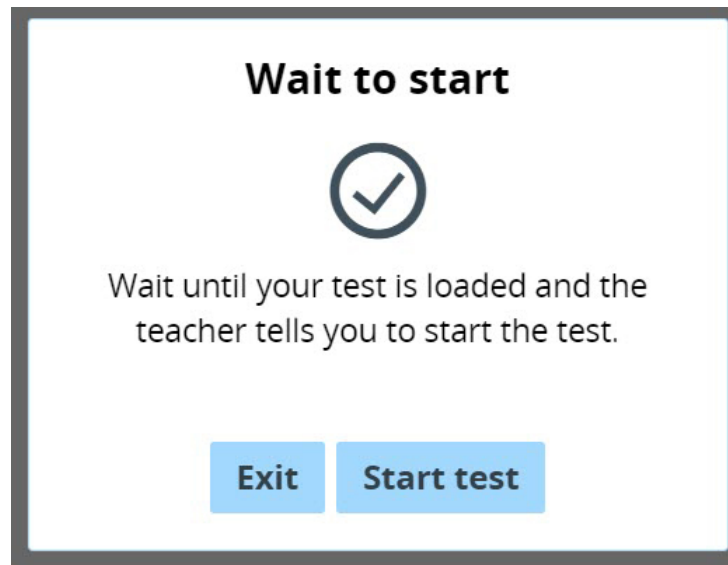 Wait to start
Wait until your test is loaded and the
teacher tells you to start the test.
Exit
Start test